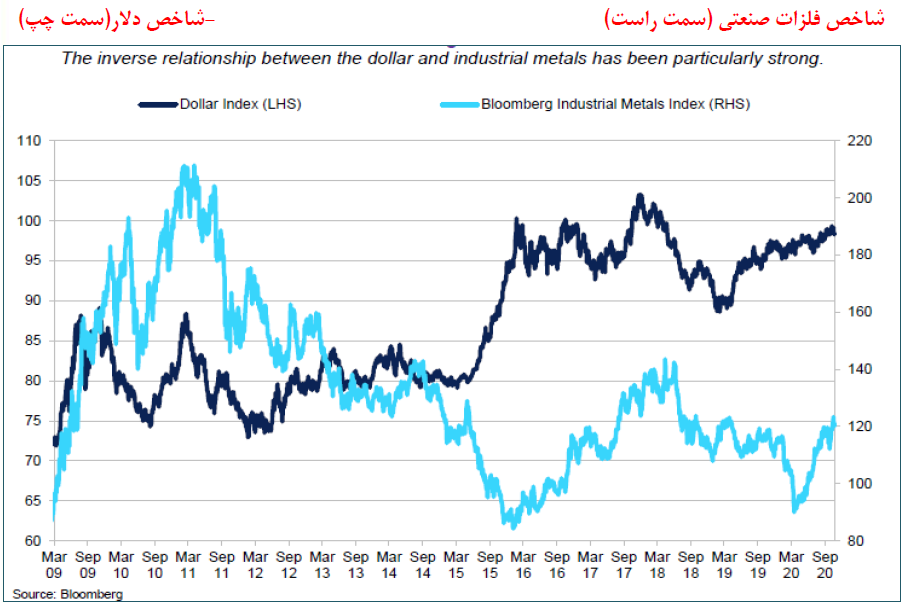 شاخص فلزات صنعتی (سمت راست) -شاخص دلار(سمت چپ)
The inverse relationship between the dollar and industrial metals has been particularly strong.
Dollar Index (LHS) Bloomberg Industrial Metals Index (RHS)
110 220
105 200
100 180
95 160
90 140
85 120
80 100
75 80
70
65
60
Mar Sep Mar Sep Mar Sep Mar Sep Mar Sep Mar Sep Mar Sep Mar Sep Mar Sep Mar Sep Mar Sep Mar Sep
09 09 10 10 11 11 12 12 13 13 14 14 15 15 16 16 17 17 18 18 19 19 20 20
Source: Bloomberg